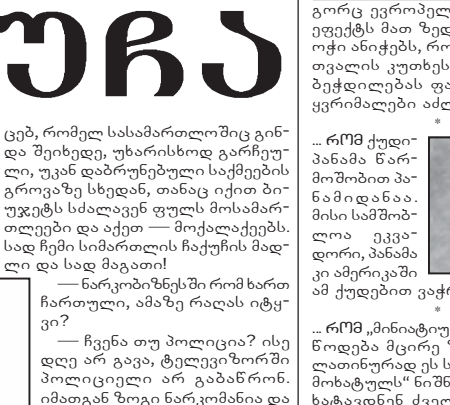 უჩა
ცებ, რომელ სასამართლოშიც გინ-
და შეიხედე, უხარისხოდ გარჩეუ-
ლი, უკან დაბრუნებული საქმეების
გროვაზე სხედან, თანაც იქით ბი-
უჯეტს სძალავენ ფულს მოსამარ-
თლეები და აქეთ — მოქალაქეებს.
სად ჩემი სიმართლის ჩაქუჩის მად-
ლი და სად მაგათი!
— ნარკობიზნესში რომ ხართ
ჩართული, ამაზე რაღას იტყ-
ვი?
— ჩვენა თუ პოლიცია? ისე
დღე არ გავა, ტელევიზორში
პოლიციელი არ გაბაწრონ.
იმათგან ზოგი ნარკომანია და
გორც ევროპელ
ეფექტს მათ ზედ
ოჭი ანიჭებს, რო
თვალის კუთხეს
ბეჭდილებას ფა
ყვრიმალები აძლ
*
... რომ ქუდი-
პანამა წარ-
მოშობით პა-
ნამიდანაა.
მისი სამშობ-
ლოა ეკვა-
დორი, პანამა
კი ამერიკაში
ამ ქუდებით ვაჭრ
*
... რომ „მინიატიუ
წოდება მცირე ზ
ლათინურად ეს ს
მოხატულს“ ნიშნ
ხატავდნენ ძველ